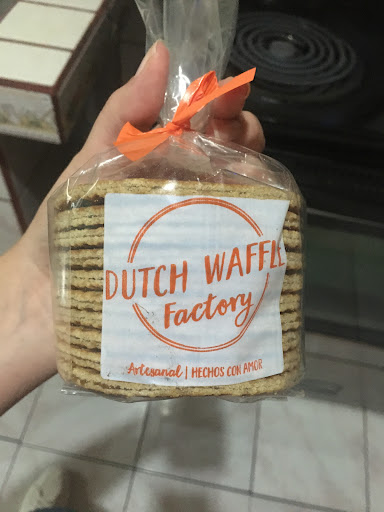 DUTCH WAFFLE
Factory
Artesanal | HECHOS CON AMOR